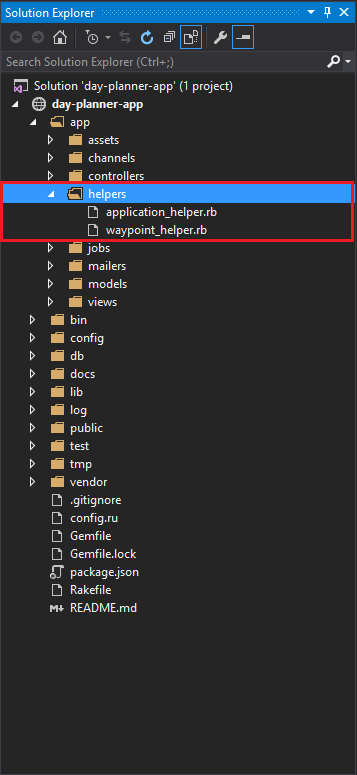 Solution Explorer
Search Solution Explorer (Ctrl+;)
Solution 'day-planner-app' (1 project)
day-planner-app
app
assets
channels
controllers
helpers
application_helper.rb
waypoint_helper.rb
jobs
mailers
models
views
bin
config
db
docs
lib
log
public
test
tmp
vendor
.gitignore
config.ru
Gemfile
Gemfile.lock
package.json
Rakefile
README.md